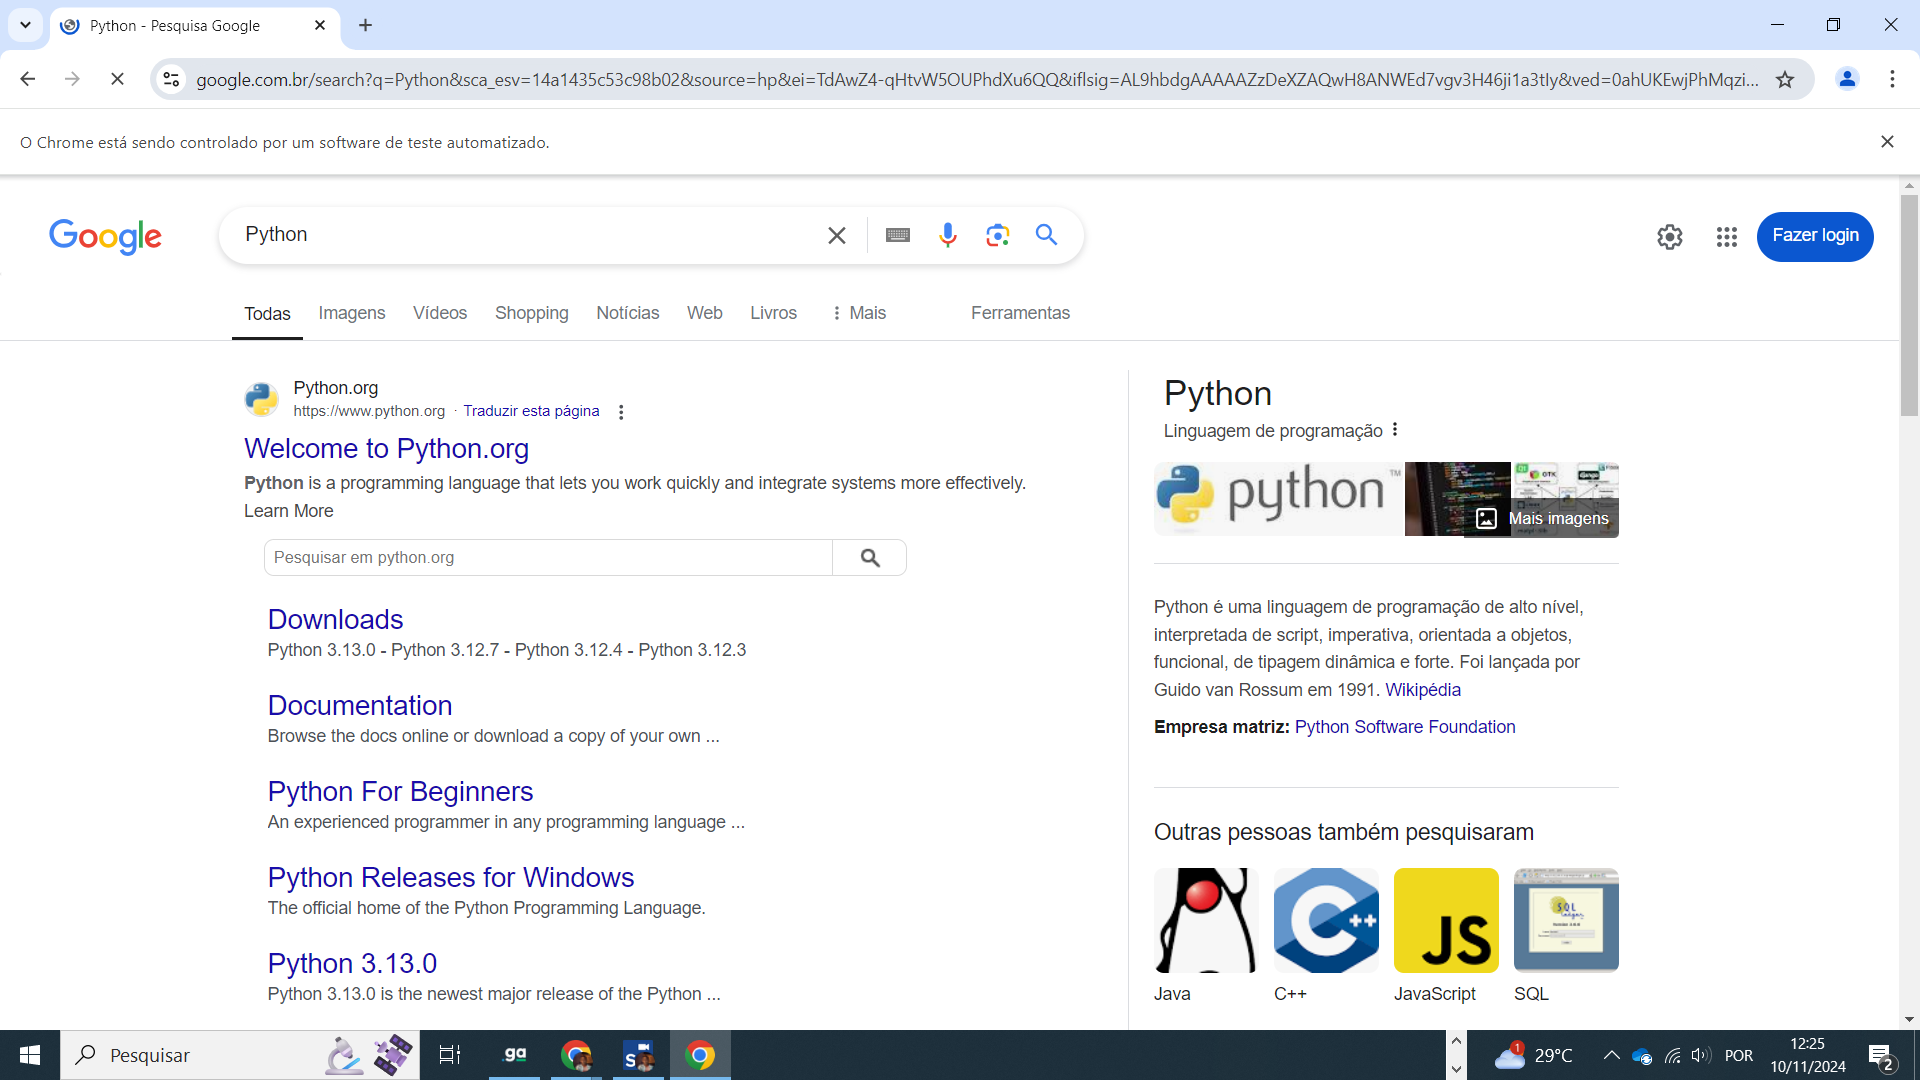 Python - Pesquisa Google
google.com.br/search?q=Python&sca_esv=14a1435c53c98b02&source=hp&ei=TdAwZ4-qHtvW5OUPhdXu6QQ&iflsig=AL9hbdgAAAAAZzDeXZAQwH8ANWEd7vgv3H46ji1a3tIy&ved=0ahUKEwjPhMqzi...
O Chrome está sendo controlado por um software de teste automatizado.
Google
Python
Fazer login
Todas Imagens Vídeos Shopping Notícias Web Livros Mais Ferramentas
Python.org
https://www.python.org · Traduzir esta página
Welcome to Python.org
Python is a programming language that lets you work quickly and integrate systems more effectively.
Learn More
Pesquisar em python.org
Downloads
Python 3.13.0 - Python 3.12.7 - Python 3.12.4 - Python 3.12.3
Documentation
Browse the docs online or download a copy of your own ...
Python For Beginners
An experienced programmer in any programming language ...
Python Releases for Windows
The official home of the Python Programming Language.
Python 3.13.0
Python 3.13.0 is the newest major release of the Python ...
Python
Linguagem de programação
python™
Mais imagens
Python é uma linguagem de programação de alto nível,
interpretada de script, imperativa, orientada a objetos,
funcional, de tipagem dinâmica e forte. Foi lançada por
Guido van Rossum em 1991. Wikipédia
Empresa matriz: Python Software Foundation
Outras pessoas também pesquisaram
C++
JS
SQL
Java
C++
JavaScript
SQL
Pesquisar
.ga
S
1
29°C
POR
12:25
10/11/2024
2